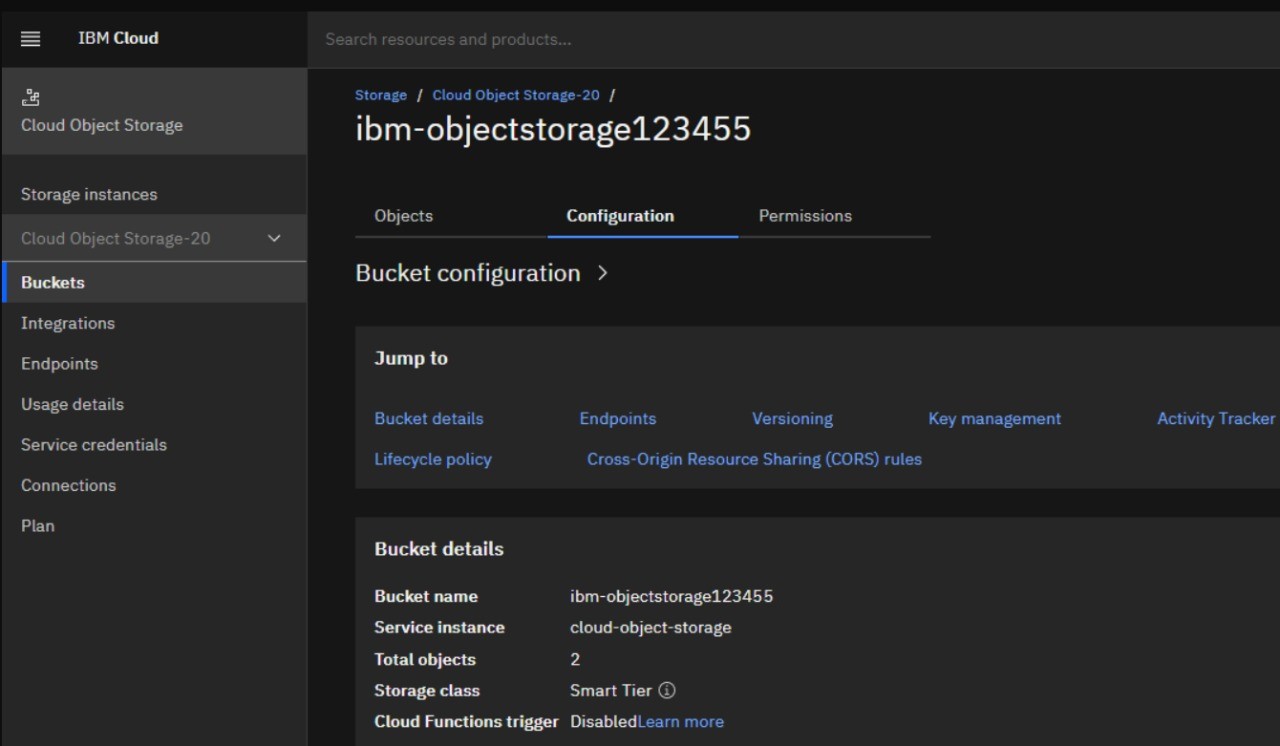 IBM Cloud
Search resources and products...
Cloud Object Storage
Storage instances
Cloud Object Storage-20
Buckets
Integrations
Endpoints
Usage details
Service credentials
Connections
Plan
Storage / Cloud Object Storage-20 /
ibm-objectstorage123455
Objects Configuration Permissions
Bucket configuration
Jump to
Bucket details Endpoints Versioning Key management Activity Tracker
Lifecycle policy Cross-Origin Resource Sharing (CORS) rules
Bucket details
Bucket name ibm-objectstorage123455
Service instance cloud-object-storage
Total objects 2
Storage class Smart Tier
Cloud Functions trigger DisabledLearn more